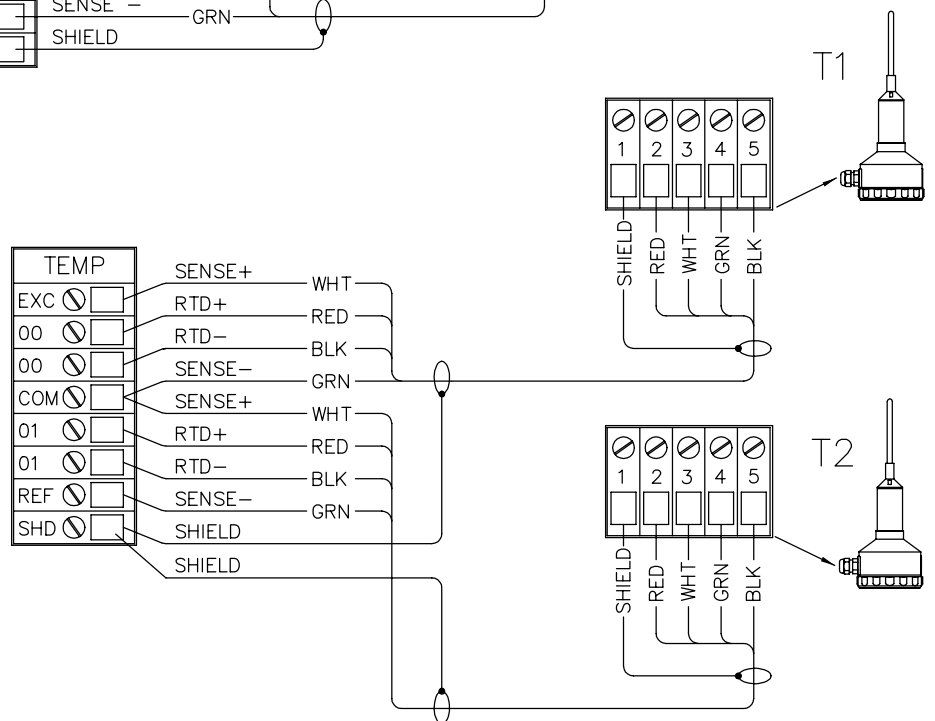 SENSE -
GRN
SHIELD
T1
1 2 3 4 5
SHIELD RED WHT GRN BLK
TEMP
EXC SENSE+ WHT
00 RTD+ RED
00 RTD- BLK
COM SENSE- GRN
SENSE+ WHT
01 RTD+ RED
01 RTD- BLK
REF SENSE- GRN
SHD SHIELD
SHIELD
T2
1 2 3 4 5
SHIELD RED WHT GRN BLK